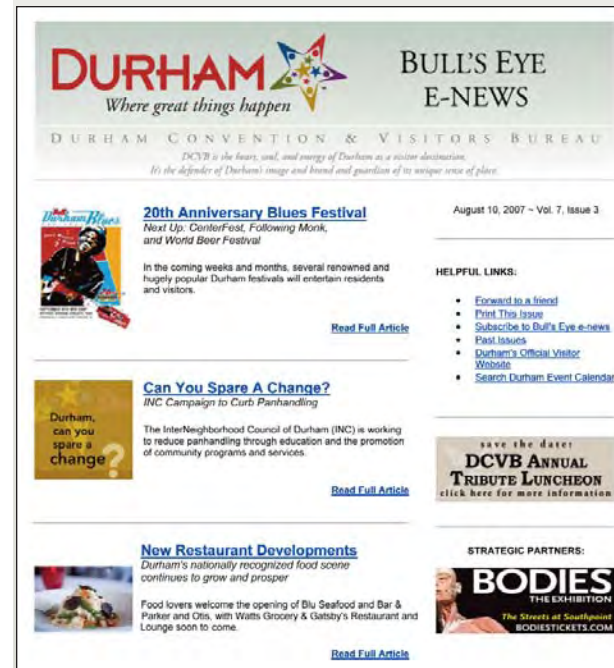 DURHAM
Where great things happen
BULL'S EYE
E-NEWS
DURHAM CONVENTION & VISITORS BUREAU
DCVB is the heart, soul, and energy of Durham as a visitor destination.
It's the defender of Durham's image and brand and guardian of its unique sense of place.
Durham Blues
20th Anniversary Blues Festival
Next Up: CenterFest, Following Monk,
and World Beer Festival
In the coming weeks and months, several renowned and
hugely popular Durham festivals will entertain residents
and visitors.
Read Full Article
Durham,
can you
spare a
change?
Can You Spare A Change?
INC Campaign to Curb Panhandling
The InterNeighborhood Council of Durham (INC) is working
to reduce panhandling through education and the promotion
of community programs and services.
Read Full Article
New Restaurant Developments
Durham's nationally recognized food scene
continues to grow and prosper
Food lovers welcome the opening of Blu Seafood and Bar &
Parker and Otis, with Watts Grocery & Gatsby's Restaurant and
Lounge soon to come.
Read Full Article
August 10, 2007 ~ Vol. 7, Issue 3
HELPFUL LINKS:
• Forward to a friend
• Print This Issue
• Subscribe to Bull's Eye e-news
• Past Issues
• Durham's Official Visitor
Website
• Search Durham Event Calendar
save the date:
DCVB ANNUAL
TRIBUTE LUNCHEON
click here for more information
STRATEGIC PARTNERS:
BODIES
THE EXHIBITION
The Streets at Southpoint
BODIESTICKETS.COM